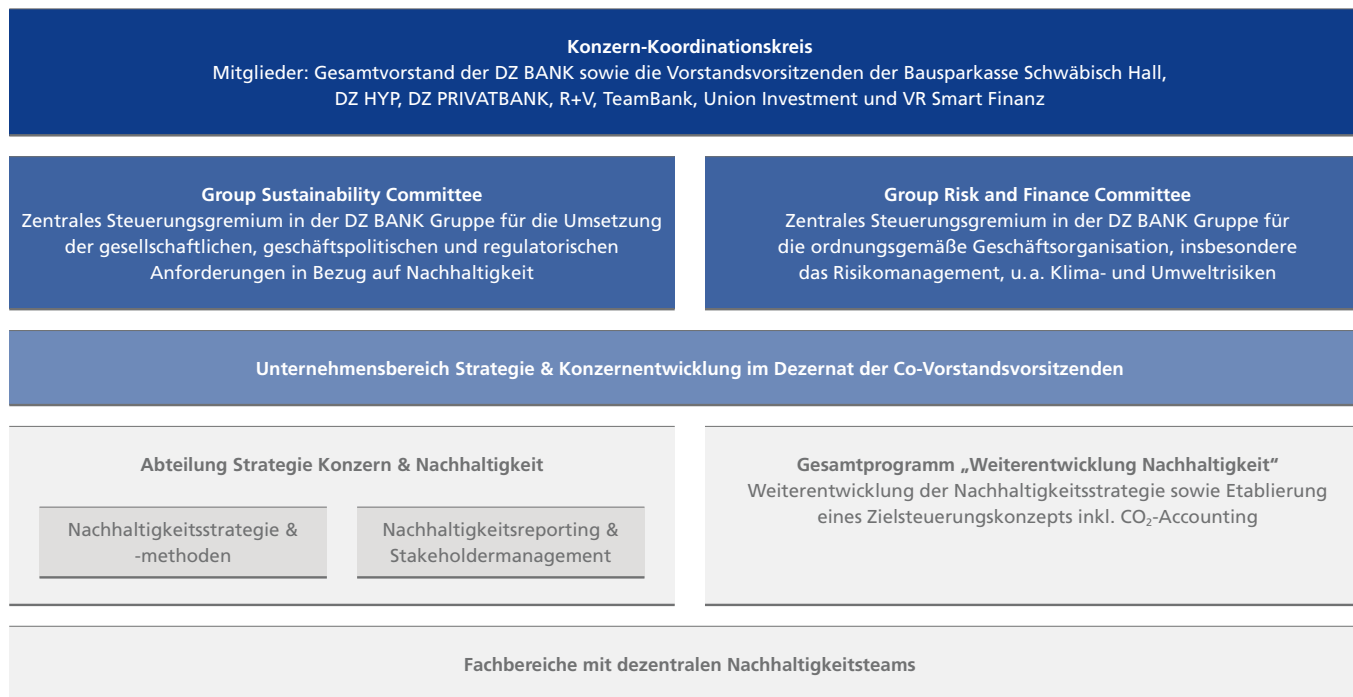 Konzern-Koordinationskreis
Mitglieder: Gesamtvorstand der DZ BANK sowie die Vorstandsvorsitzenden der Bausparkasse Schwäbisch Hall,
DZ HYP, DZ PRIVATBANK, R+V, TeamBank, Union Investment und VR Smart Finanz
Group Sustainability Committee
Zentrales Steuerungsgremium in der DZ BANK Gruppe für die Umsetzung
der gesellschaftlichen, geschäftspolitischen und regulatorischen
Anforderungen in Bezug auf Nachhaltigkeit
Group Risk and Finance Committee
Zentrales Steuerungsgremium in der DZ BANK Gruppe für
die ordnungsgemäße Geschäftsorganisation, insbesondere
das Risikomanagement, u. a. Klima- und Umweltrisiken
Unternehmensbereich Strategie & Konzernentwicklung im Dezernat der Co-Vorstandsvorsitzenden
Abteilung Strategie Konzern & Nachhaltigkeit
Nachhaltigkeitsstrategie &
-methoden
Nachhaltigkeitsreporting &
Stakeholdermanagement
Gesamtprogramm „Weiterentwicklung Nachhaltigkeit“
Weiterentwicklung der Nachhaltigkeitsstrategie sowie Etablierung
eines Zielsteuerungskonzepts inkl. CO₂-Accounting
Fachbereiche mit dezentralen Nachhaltigkeitsteams